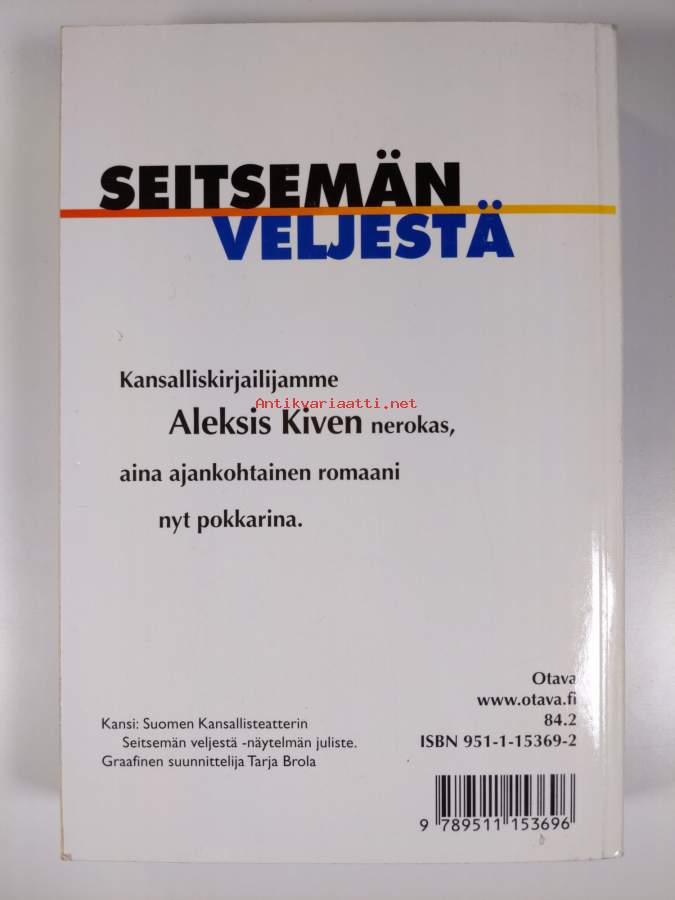 SEITSEMÄN
VELJESTÄ
Kansalliskirjailijamme
Antikvariaatti.net
Aleksis Kiven nerokas,
aina ajankohtainen romaani
nyt pokkarina.
Otava
www.otava.fi
84.2
ISBN 951-1-15369-2
Kansi: Suomen Kansallisteatterin
Seitsemän veljestä -näytelmän juliste.
Graafinen suunnittelija Tarja Brola
9 789511 153696